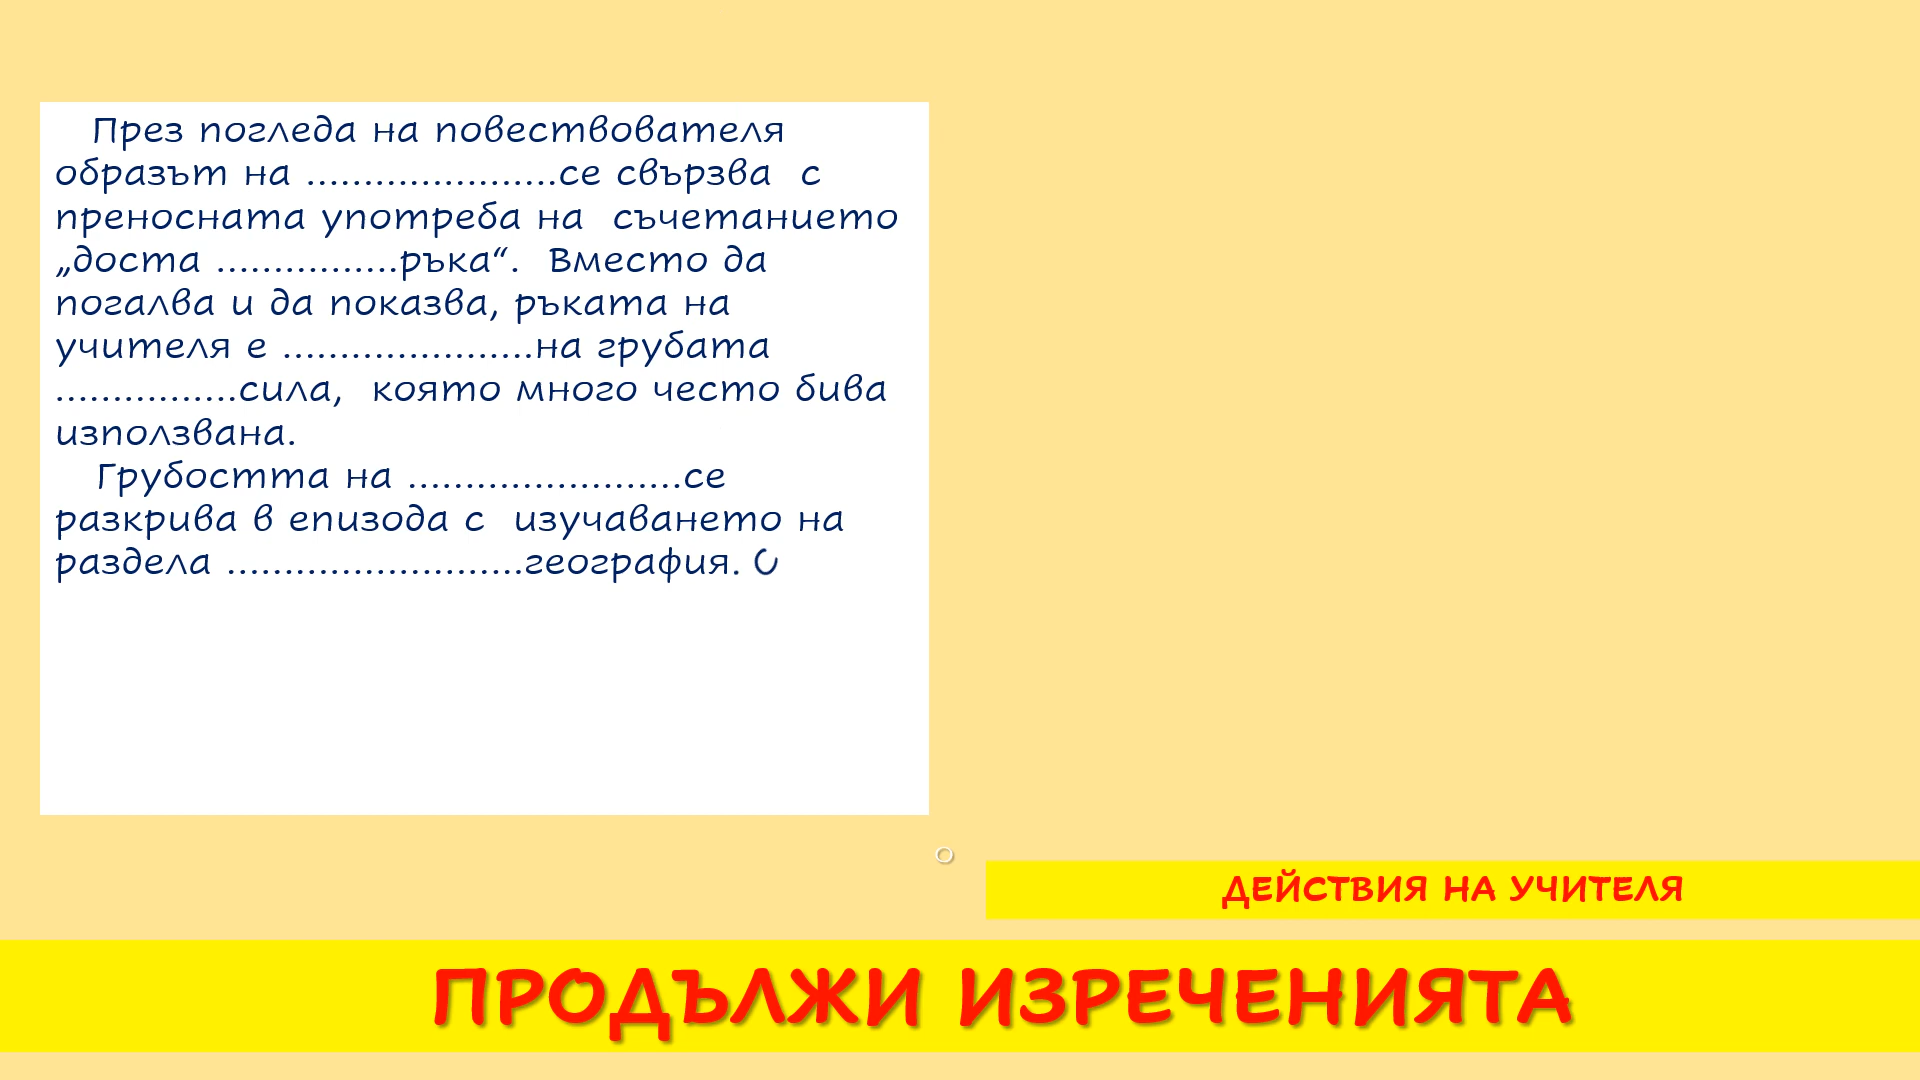 През погледа на повествователя
образът на ......................се свързва с
преносната употреба на съчетанието
„доста ................ръка“. Вместо да
погалва и да показва, ръката на
учителя е ......................на грубата
................сила, която много често бива
използвана.
Грубостта на ........................се
разкрива в епизода с изучаването на
раздела ..........................география.
ДЕЙСТВИЯ НА УЧИТЕЛЯ
ПРОДЪЛЖИ ИЗРЕЧЕНИЯТА